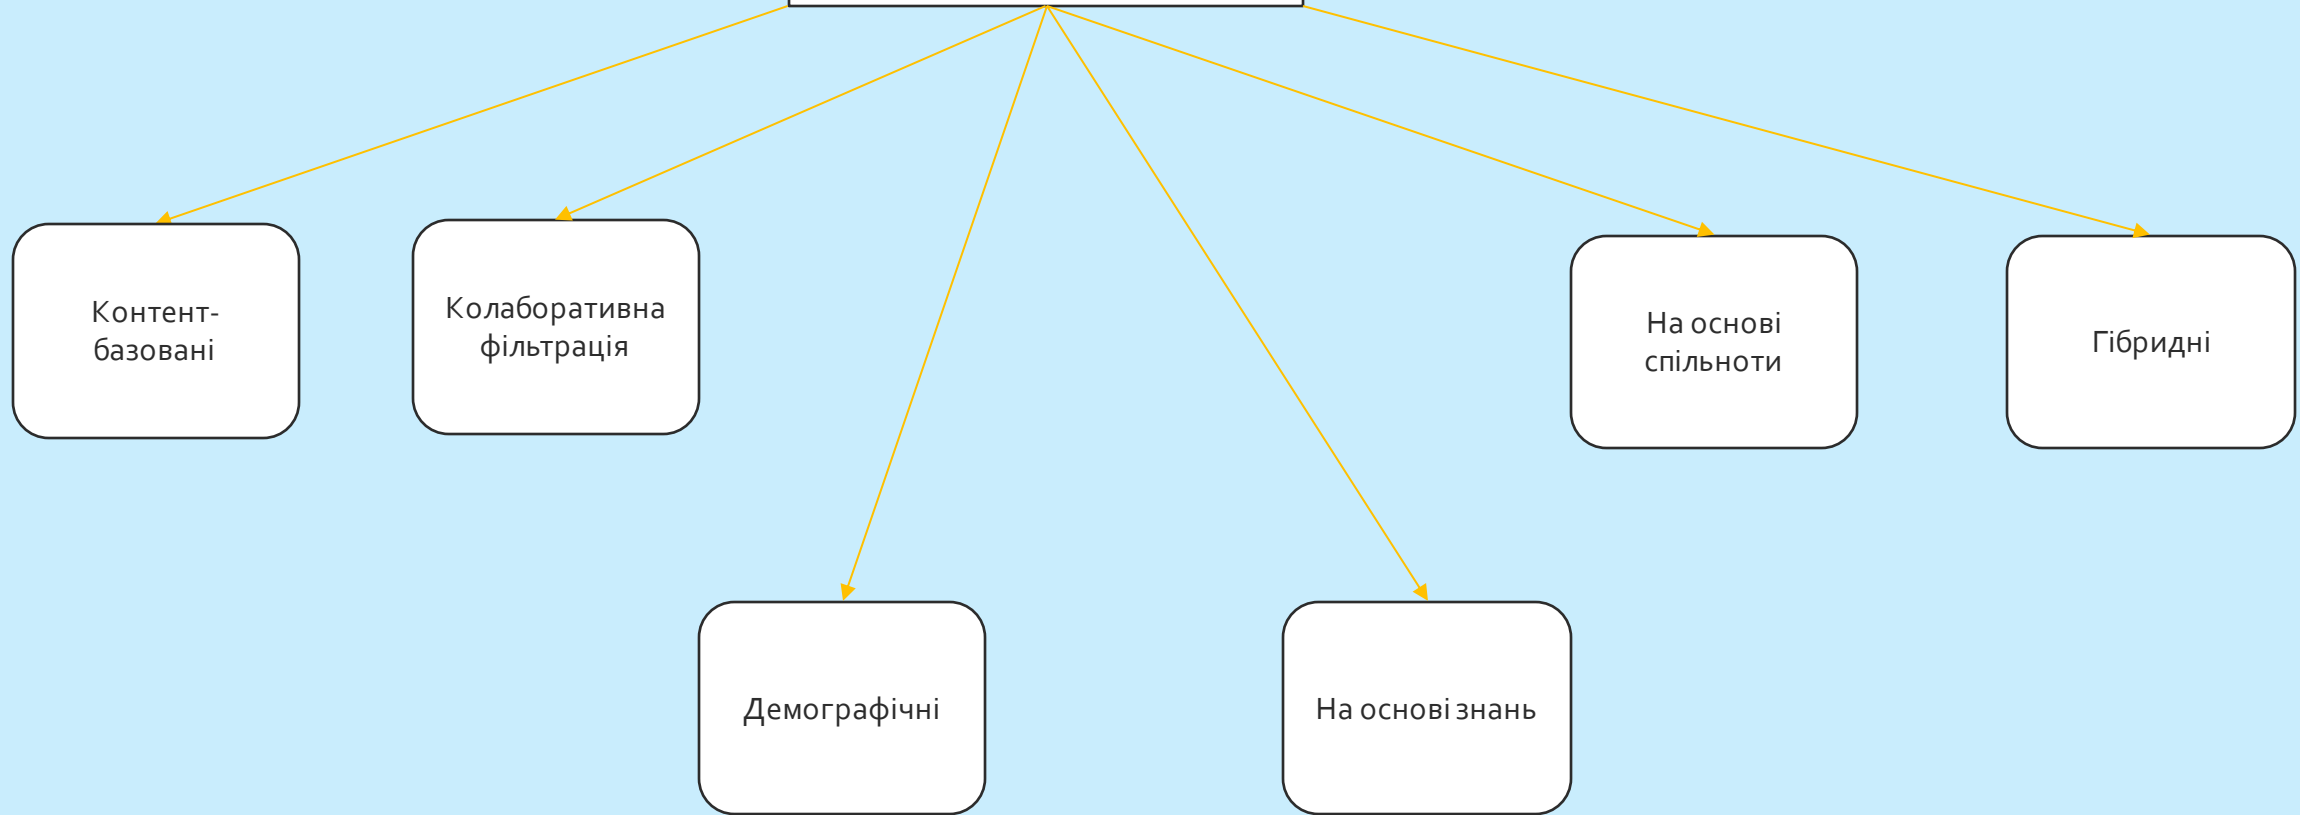 Контент-
базовані
Колаборативна
фільтрація
На основі
спільноти
Гібридні
Демографічні
На основі знань